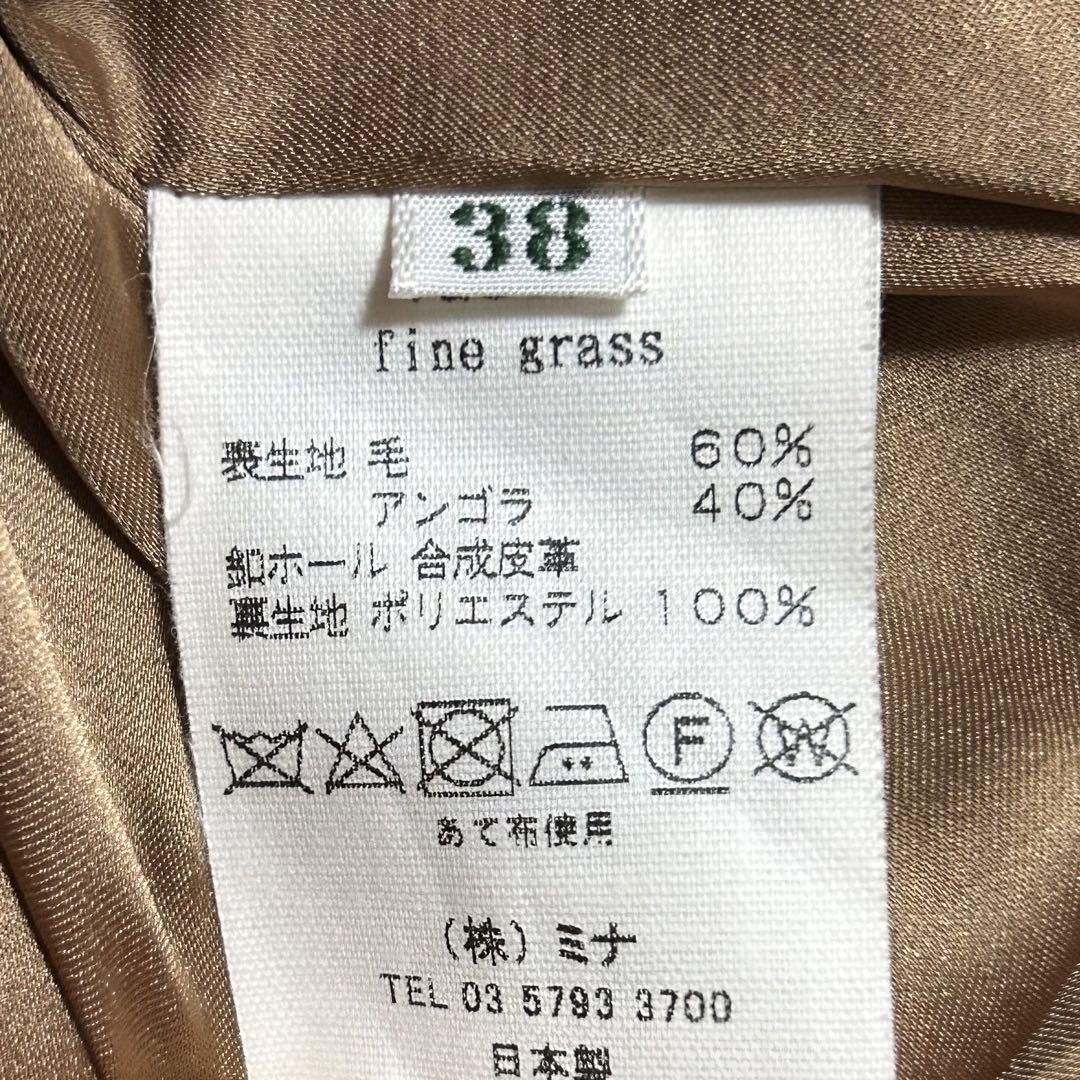 38
fine grass
表生地 毛 60%
アンゴラ 40%
釦ホール 合成皮革
裏生地 ポリエステル 100%
F W
あて布使用
(株)ミナ
TEL 03 5793 3700
日本製